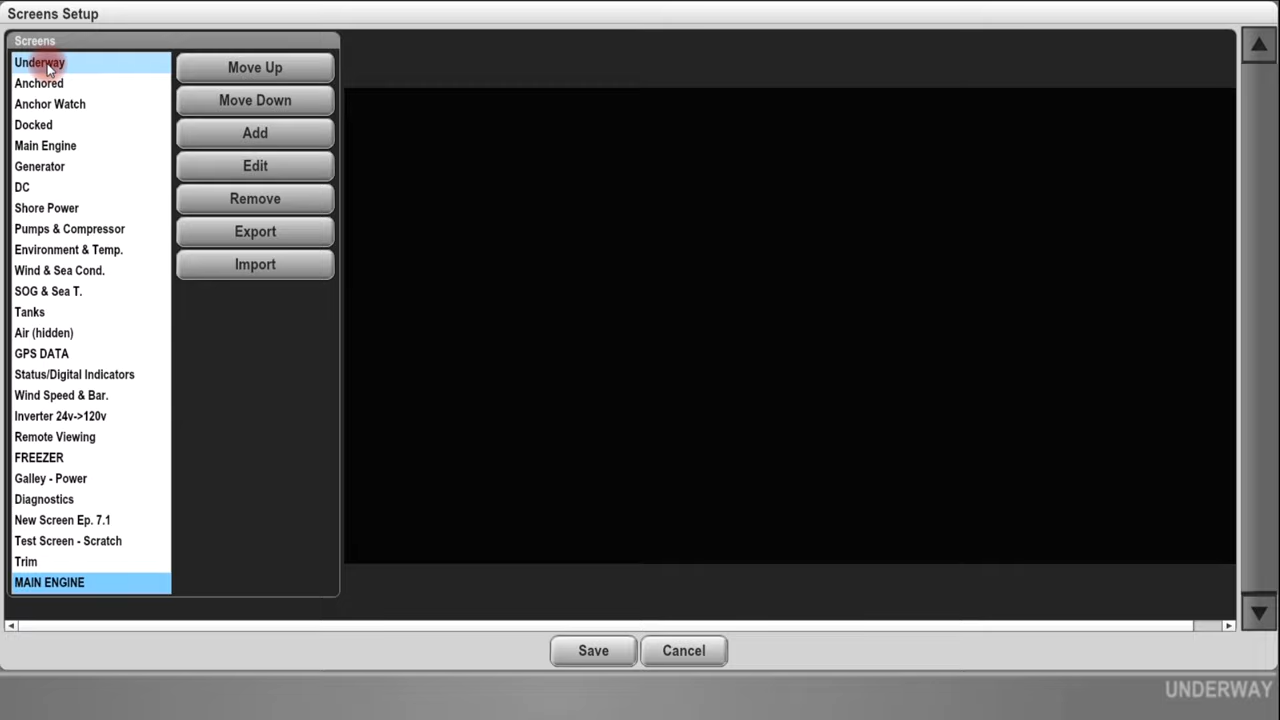 Screens Setup
Screens
Underway
Anchored
Anchor Watch
Docked
Main Engine
Generator
DC
Shore Power
Pumps & Compressor
Environment & Temp.
Wind & Sea Cond.
SOG & Sea T.
Tanks
Air (hidden)
GPS DATA
Status/Digital Indicators
Wind Speed & Bar.
Inverter 24v->120v
Remote Viewing
FREEZER
Galley - Power
Diagnostics
New Screen Ep. 7.1
Test Screen - Scratch
Trim
MAIN ENGINE
Move Up
Move Down
Add
Edit
Remove
Export
Import
Save
Cancel
UNDERWAY